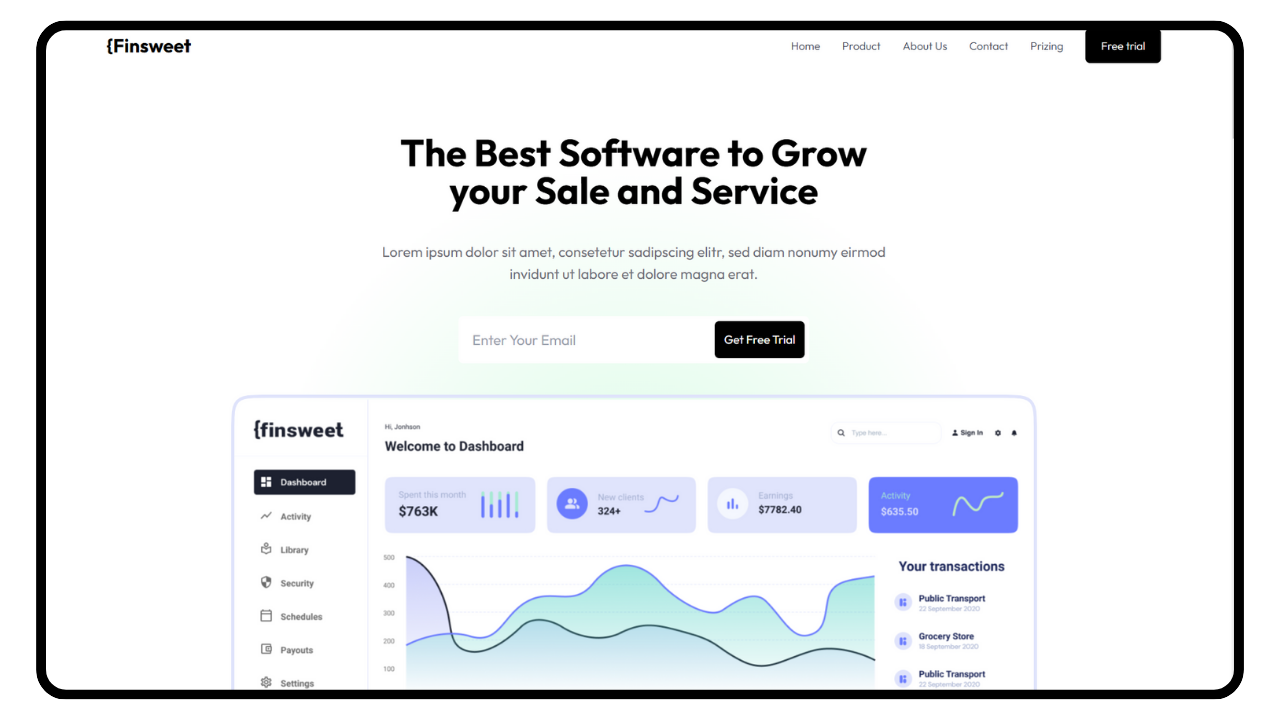 {Finsweet
Home Product About Us Contact Prizing Free trial
The Best Software to Grow
your Sale and Service
Lorem ipsum dolor sit amet, consetetur sadipscing elitr, sed diam nonumy eirmod
invidunt ut labore et dolore magna erat.
Enter Your Email
Get Free Trial
{finsweet
Dashboard
Activity
Library
Security
Schedules
Payouts
Settings
Hi, Jonhson
Welcome to Dashboard
Type here...
Sign In
Spent this month
$763K
New clients
324+
Earnings
$7782.40
Activity
$635.50
500
400
300
200
100
Your transactions
Public Transport
22 September 2020
Grocery Store
18 September 2020
Public Transport
22 September 2020